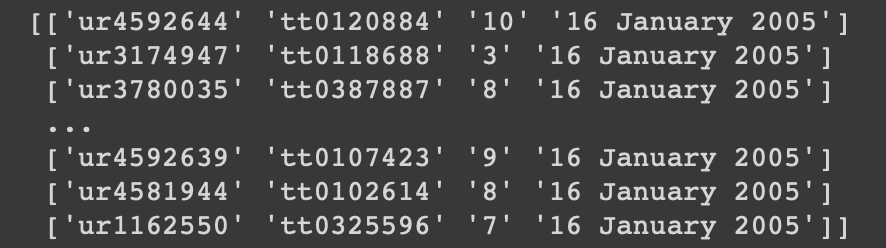 [['ur4592644' 'tt0120884' '10' '16 January 2005']
['ur3174947' 'tt0118688' '3' '16 January 2005']
['ur3780035' 'tt0387887' '8' '16 January 2005']
...
['ur4592639' 'tt0107423' '9' '16 January 2005']
['ur4581944' 'tt0102614' '8' '16 January 2005']
['ur1162550' 'tt0325596' '7' '16 January 2005']]